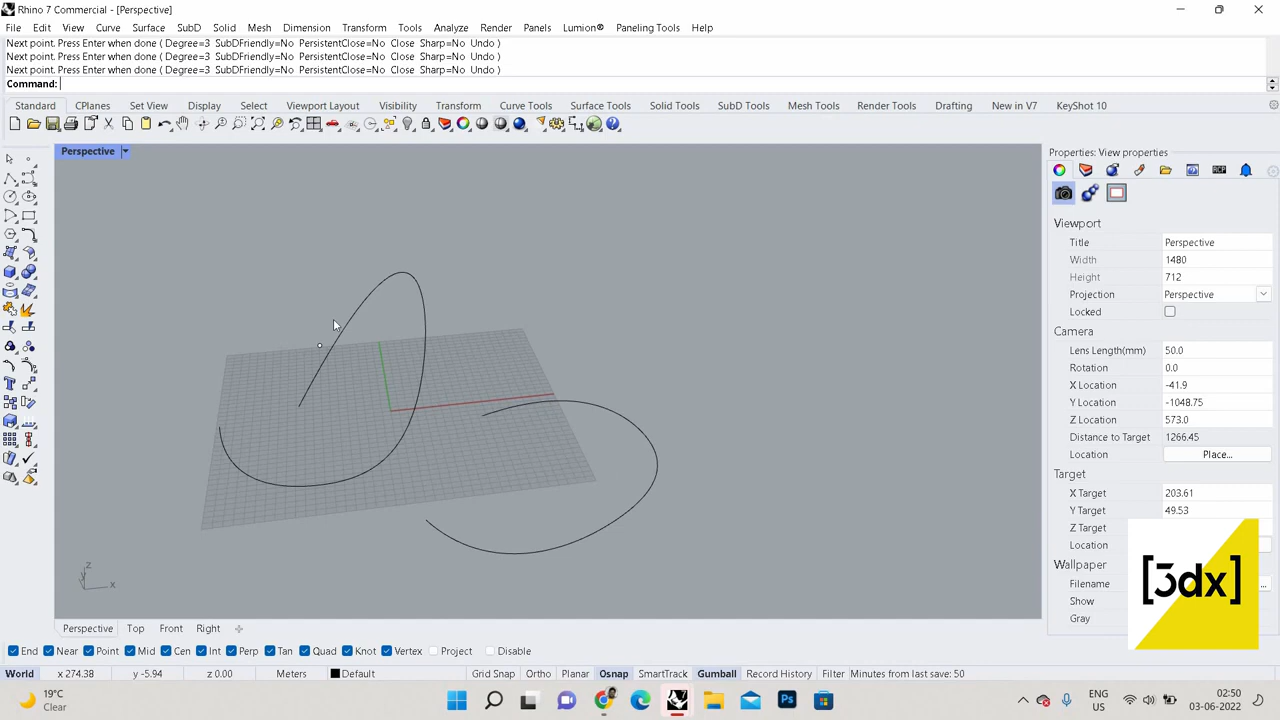 Rhino 7 Commercial - [Perspective]
File Edit View Curve Surface SubD Solid Mesh Dimension Transform Tools Analyze Render Panels Lumion® Paneling Tools Help
Next point. Press Enter when done ( Degree=3 SubDFriendly=No PersistentClose=No Close Sharp=No Undo )
Next point. Press Enter when done ( Degree=3 SubDFriendly=No PersistentClose=No Close Sharp=No Undo )
Next point. Press Enter when done ( Degree=3 SubDFriendly=No PersistentClose=No Close Sharp=No Undo )
Command:
Standard CPlanes Set View Display Select Viewport Layout Visibility Transform Curve Tools Surface Tools Solid Tools SubD Tools Mesh Tools Render Tools Drafting New in V7 KeyShot 10
Perspective
Properties: View properties
RCP
Viewport
Title Perspective
Width 1480
Height 712
Projection Perspective
Locked
Camera
Lens Length(mm) 50.0
Rotation 0.0
X Location -41.9
Y Location -1048.75
Z Location 573.0
Distance to Target 1266.45
Location Place...
Target
X Target 203.61
Y Target 49.53
Z Target
Location
Wallpaper
Filename ...
Show
Gray
[3dx]
z
x
Perspective Top Front Right
End Near Point Mid Cen Int Perp Tan Quad Knot Vertex Project Disable
World x 274.38 y -5.94 z 0.00 Meters Default Grid Snap Ortho Planar Osnap SmartTrack Gumball Record History Filter Minutes from last save: 50
19°C
Clear
Ps
ENG
US
02:50
03-06-2022